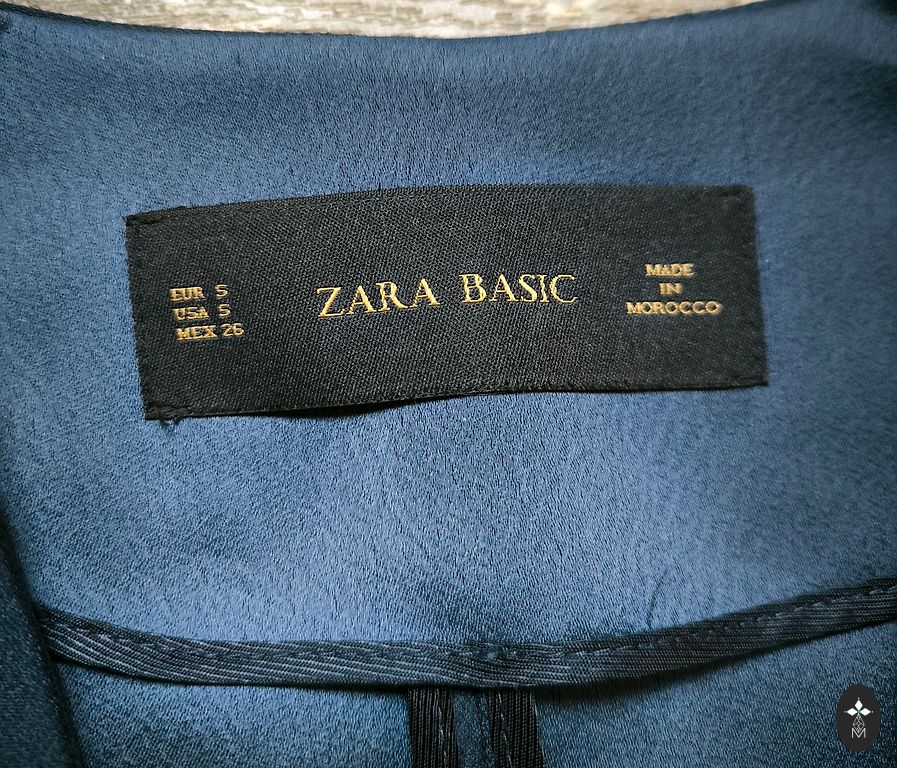 EUR S
USA S
MEX 26
ZARA BASIC
MADE
IN
MOROCCO
M